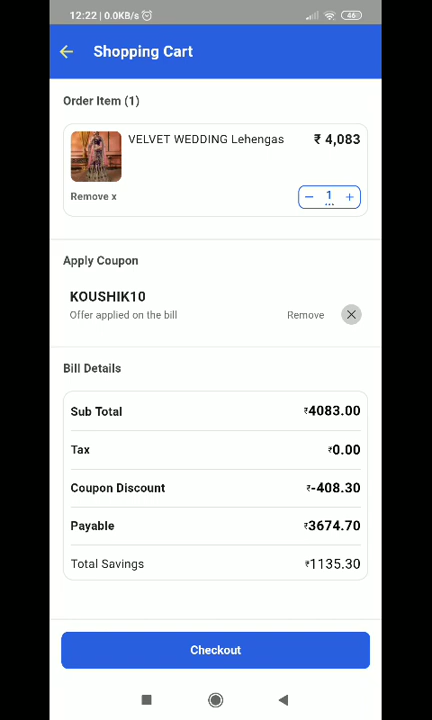 12:22 | 0.0KB/s
46
Shopping Cart
Order Item (1)
VELVET WEDDING Lehengas
₹ 4,083
Remove x
− 1 +
Apply Coupon
KOUSHIK10
Offer applied on the bill
Remove
Bill Details
Sub Total ₹4083.00
Tax ₹0.00
Coupon Discount ₹-408.30
Payable ₹3674.70
Total Savings ₹1135.30
Checkout